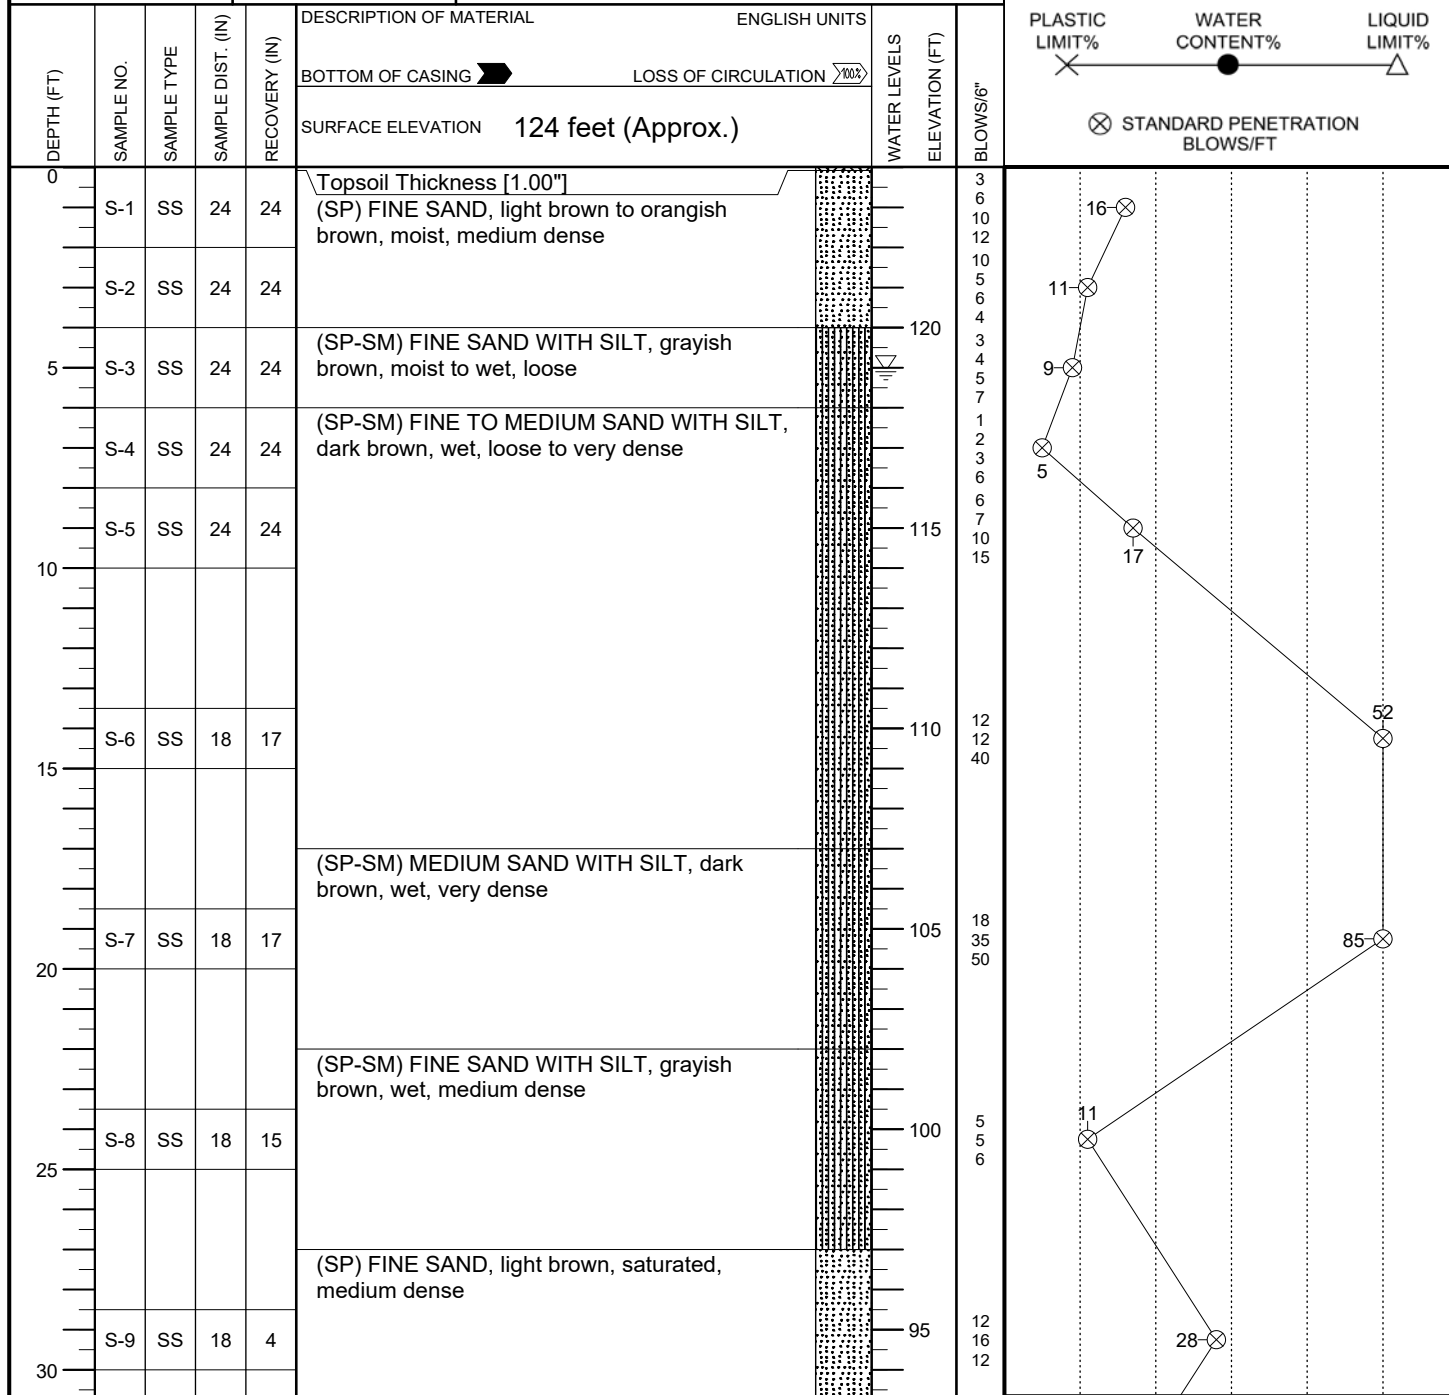 DESCRIPTION OF MATERIAL ENGLISH UNITS
BOTTOM OF CASING LOSS OF CIRCULATION 100%
SURFACE ELEVATION 124 feet (Approx.)
DEPTH (FT)
SAMPLE NO.
SAMPLE TYPE
SAMPLE DIST. (IN)
RECOVERY (IN)
WATER LEVELS
ELEVATION (FT)
BLOWS/6"
PLASTIC LIMIT%
WATER CONTENT%
LIQUID LIMIT%
STANDARD PENETRATION
BLOWS/FT
0
Topsoil Thickness [1.00"]
S-1 SS 24 24
(SP) FINE SAND, light brown to orangish
brown, moist, medium dense
3
6
10
12
16
S-2 SS 24 24
10
5
6
4
11
120
(SP-SM) FINE SAND WITH SILT, grayish
brown, moist to wet, loose
5
S-3 SS 24 24
3
4
5
7
9
(SP-SM) FINE TO MEDIUM SAND WITH SILT,
dark brown, wet, loose to very dense
S-4 SS 24 24
1
2
3
6
5
S-5 SS 24 24
115
6
7
10
15
17
10
S-6 SS 18 17
110
12
12
40
52
15
(SP-SM) MEDIUM SAND WITH SILT, dark
brown, wet, very dense
S-7 SS 18 17
105
18
35
50
85
20
(SP-SM) FINE SAND WITH SILT, grayish
brown, wet, medium dense
S-8 SS 18 15
100
5
5
6
11
25
(SP) FINE SAND, light brown, saturated,
medium dense
S-9 SS 18 4
95
12
16
12
28
30